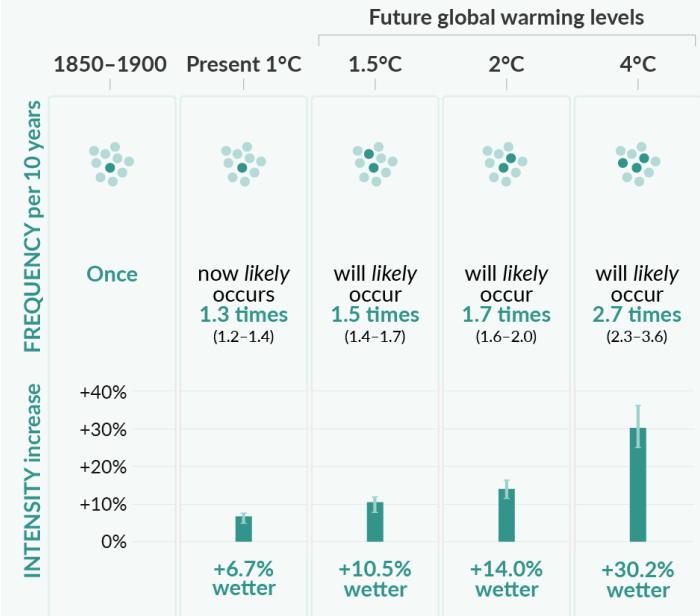 Future global warming levels
1850–1900
Present 1°C
1.5°C
2°C
4°C
FREQUENCY per 10 years
Once
now likely
occurs
1.3 times
(1.2–1.4)
will likely
occur
1.5 times
(1.4–1.7)
will likely
occur
1.7 times
(1.6–2.0)
will likely
occur
2.7 times
(2.3–3.6)
INTENSITY increase
+40%
+30%
+20%
+10%
0%
+6.7%
wetter
+10.5%
wetter
+14.0%
wetter
+30.2%
wetter